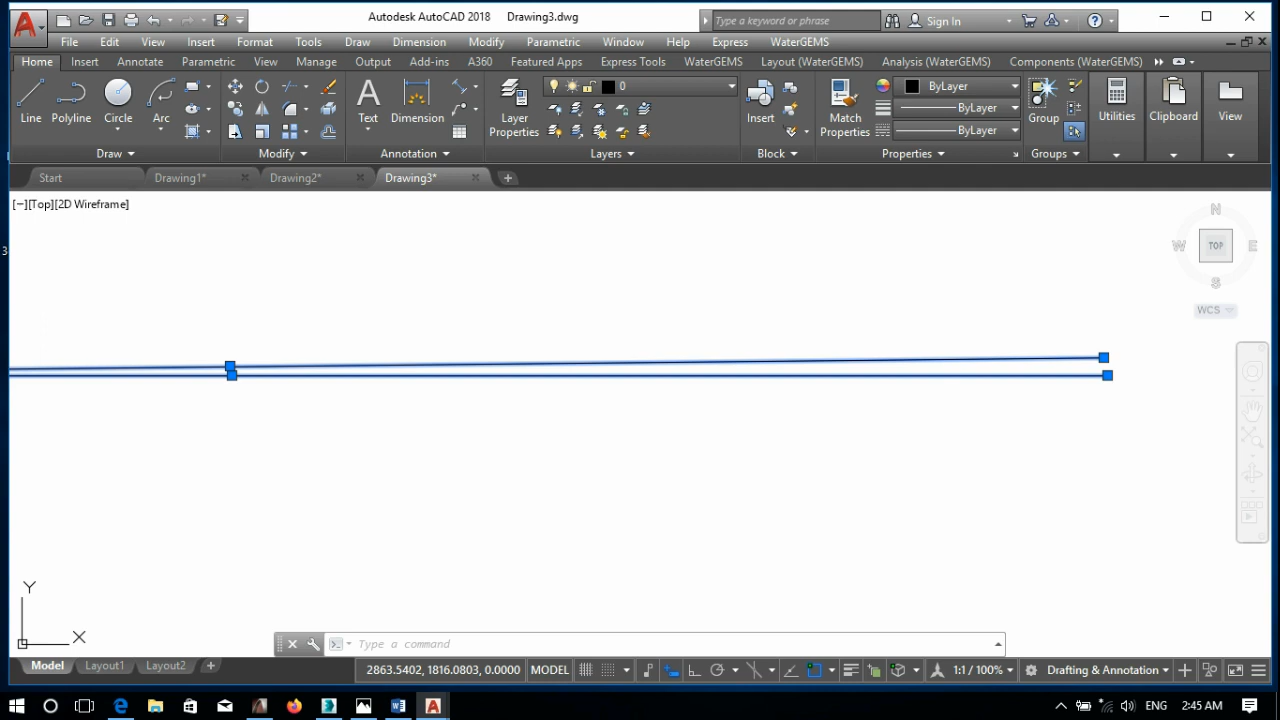 Autodesk AutoCAD 2018 Drawing3.dwg Type a keyword or phrase Sign In
File Edit View Insert Format Tools Draw Dimension Modify Parametric Window Help Express WaterGEMS
Home Insert Annotate Parametric View Manage Output Add-ins A360 Featured Apps Express Tools WaterGEMS Layout (WaterGEMS) Analysis (WaterGEMS) Components (WaterGEMS)
0
ByLayer
ByLayer
ByLayer
Line Polyline Circle Arc Text Dimension Layer Properties Insert Match Properties Group Utilities Clipboard View
Draw Modify Annotation Layers Block Properties Groups
Start Drawing1* Drawing2* Drawing3*
[−][Top][2D Wireframe]
N
W TOP E
S
WCS
3
Y
X
Type a command
Model Layout1 Layout2 2863.5402, 1816.0803, 0.0000 MODEL 1:1 / 100% Drafting & Annotation
2:45 AM